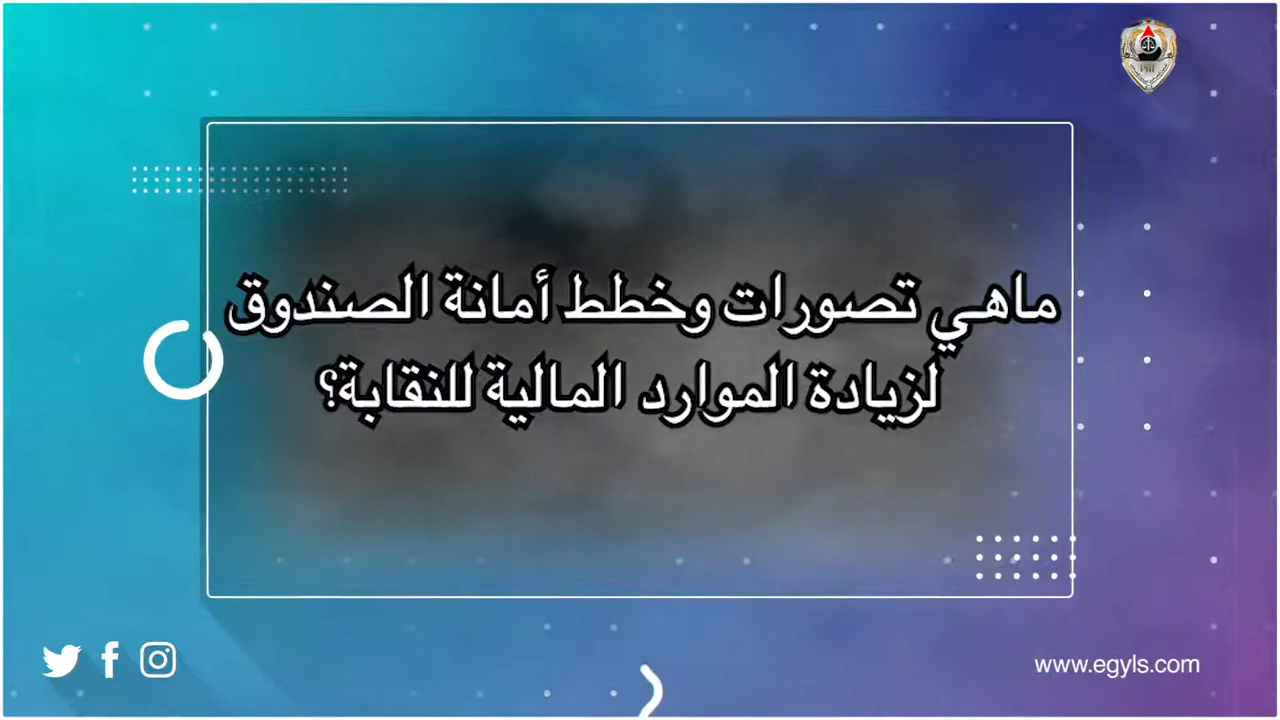 ماهي تصورات وخطط أمانة الصندوق
لزيادة الموارد المالية للنقابة؟
www.egyls.com